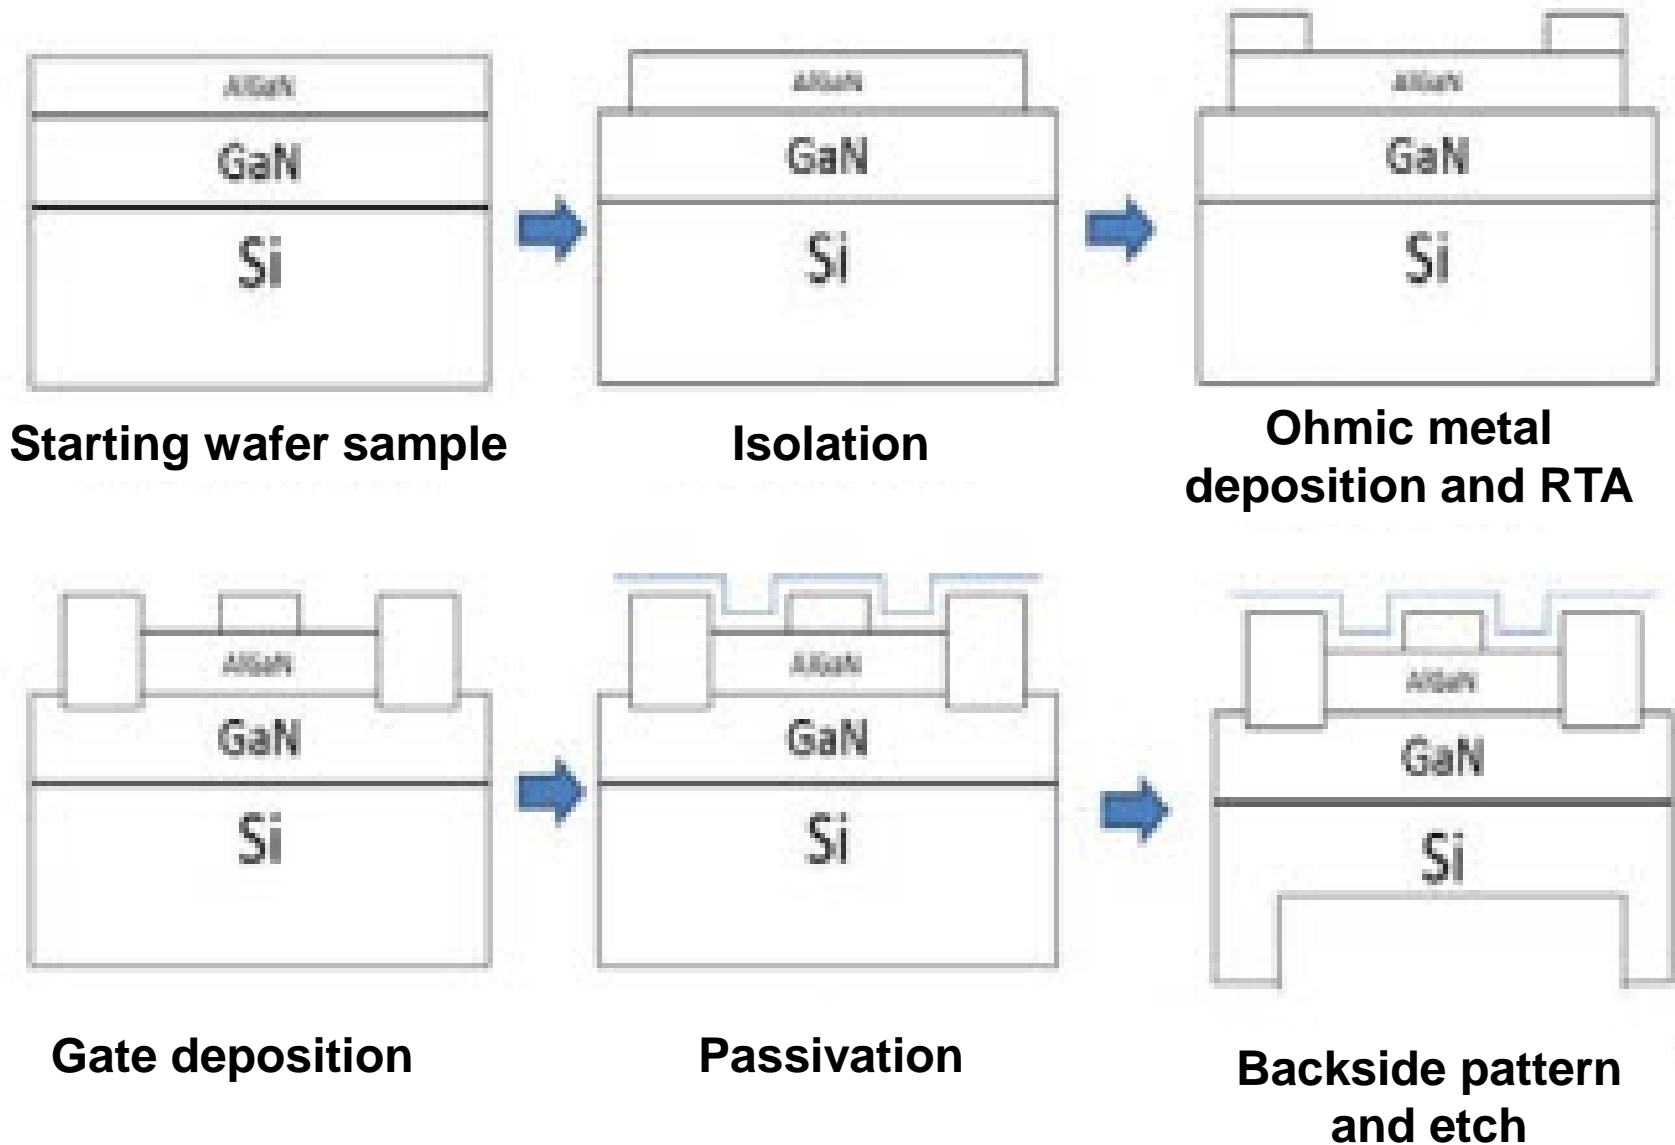 AlGaN
GaN
Si
Starting wafer sample
AlGaN
GaN
Si
Isolation
AlGaN
GaN
Si
Ohmic metal
deposition and RTA
AlGaN
GaN
Si
Gate deposition
AlGaN
GaN
Si
Passivation
AlGaN
GaN
Si
Backside pattern
and etch